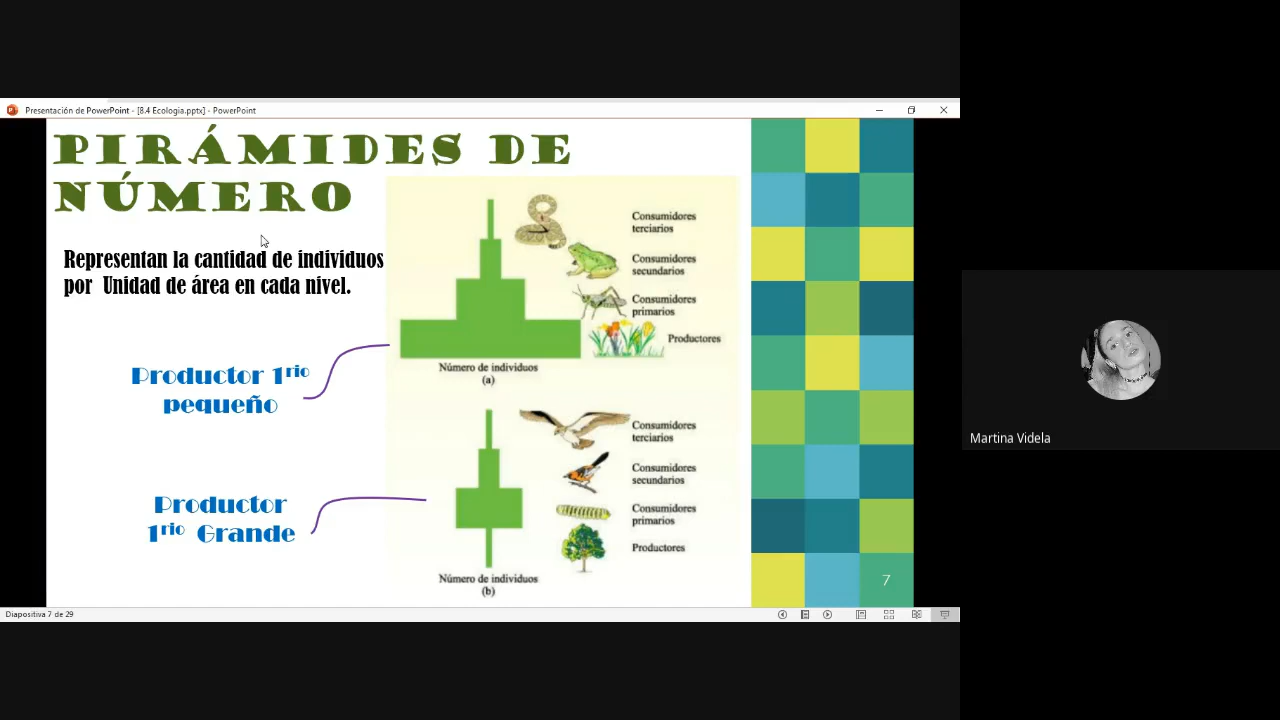 Presentación de PowerPoint - [8.4 Ecologia.pptx] - PowerPoint
PIRÁMIDES DE
NÚMERO
Representan la cantidad de individuos
por Unidad de área en cada nivel.
Productor 1rio
pequeño
Productor
1rio Grande
Consumidores
terciarios
Consumidores
secundarios
Consumidores
primarios
Productores
Número de individuos
(a)
Consumidores
terciarios
Consumidores
secundarios
Consumidores
primarios
Productores
Número de individuos
(b)
7
Diapositiva 7 de 29
Martina Videla